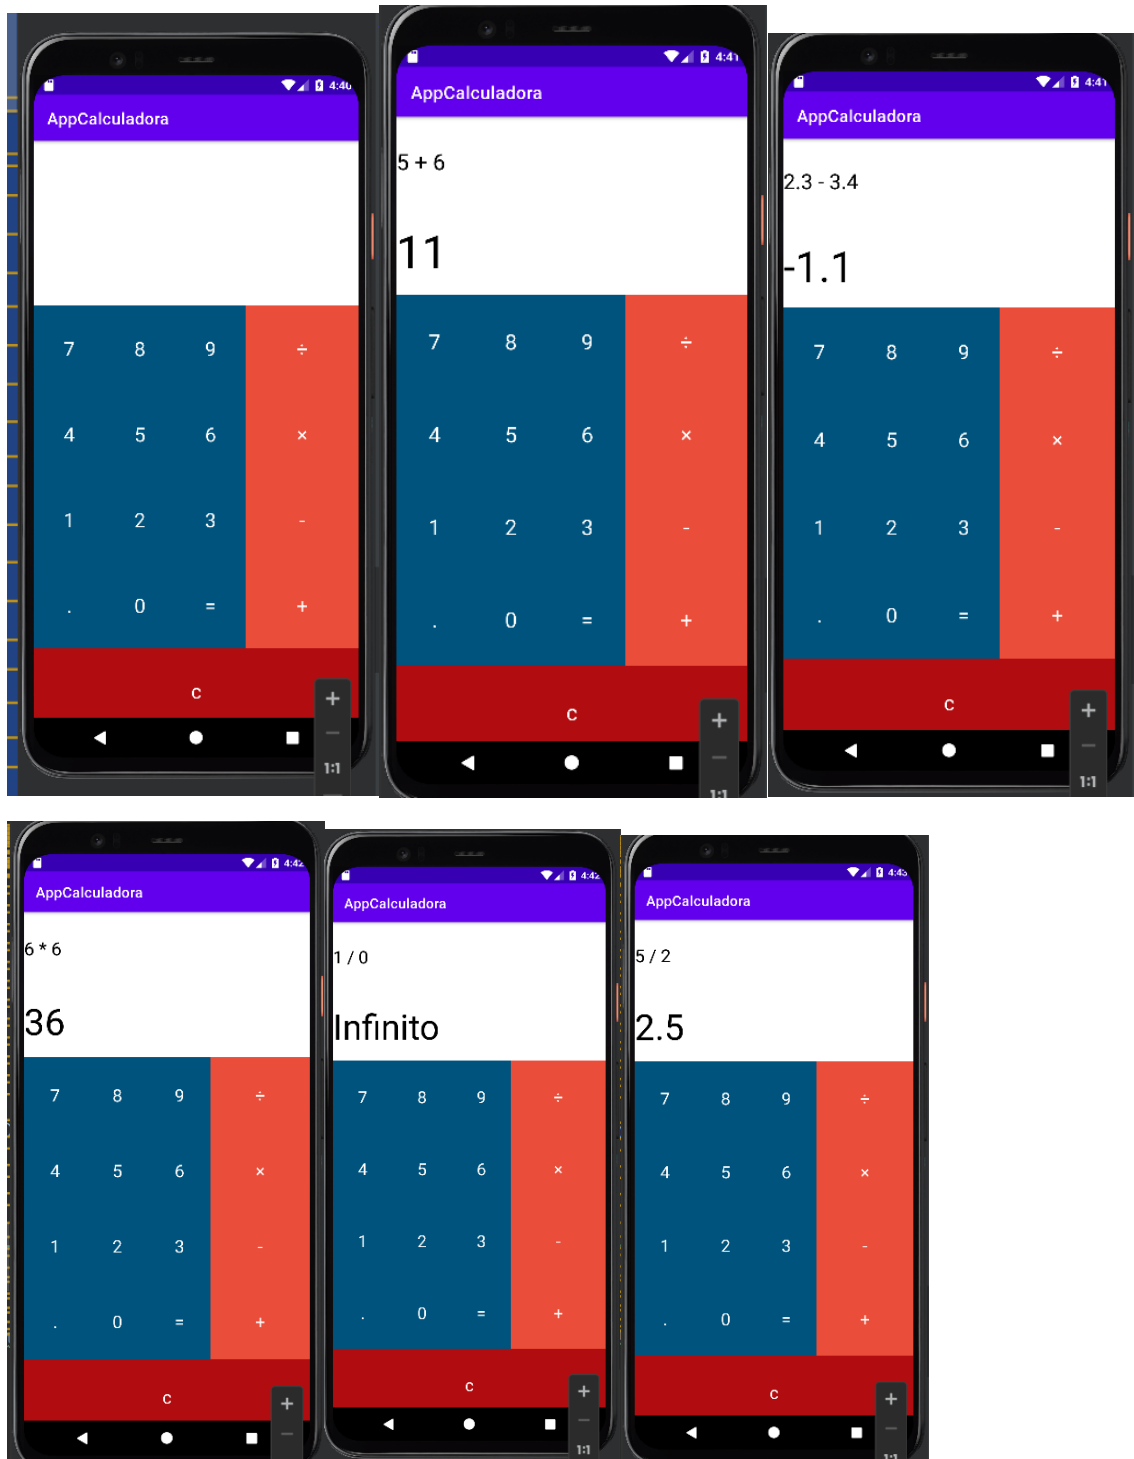 4:40
AppCalculadora
7 8 9 ÷
4 5 6 ×
1 2 3 -
. 0 = +
C
+
−
1:1
4:41
AppCalculadora
5 + 6
11
7 8 9 ÷
4 5 6 ×
1 2 3 -
. 0 = +
C
+
−
1:1
4:41
AppCalculadora
2.3 - 3.4
-1.1
7 8 9 ÷
4 5 6 ×
1 2 3 -
. 0 = +
C
+
−
1:1
4:42
AppCalculadora
6 * 6
36
7 8 9 ÷
4 5 6 ×
1 2 3 -
. 0 = +
C
+
−
4:42
AppCalculadora
1 / 0
Infinito
7 8 9 ÷
4 5 6 ×
1 2 3 -
. 0 = +
C
+
−
1:1
4:43
AppCalculadora
5 / 2
2.5
7 8 9 ÷
4 5 6 ×
1 2 3 -
. 0 = +
C
+
−
1:1